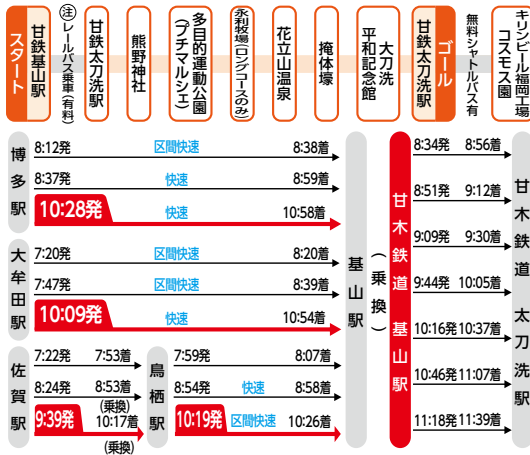 スタート
甘鉄基山駅
㊟レールバス乗車(有料)
甘鉄太刀洗駅
熊野神社
多目的運動公園
(プチマルシェ)
永利牧場(ロングコースのみ)
花立山温泉
掩体壕
大刀洗
平和記念館
甘鉄太刀洗駅
ゴール
無料シャトルバス有
キリンビール福岡工場
コスモス園
博多駅
8:12発 区間快速 8:38着
8:37発 快速 8:59着
10:28発 快速 10:58着
大牟田駅
7:20発 区間快速 8:20着
7:47発 区間快速 8:39着
10:09発 快速 10:54着
佐賀駅
7:22発 7:53着
8:24発 8:53着
(乗換)
9:39発 10:17着
(乗換)
鳥栖駅
7:59発 8:07着
8:54発 快速 8:58着
10:19発 区間快速 10:26着
基山駅
(乗換)
甘木鉄道 基山駅
8:34発 8:56着
8:51発 9:12着
9:09発 9:30着
9:44発 10:05着
10:16発 10:37着
10:46発 11:07着
11:18発 11:39着
甘木鉄道 太刀洗駅